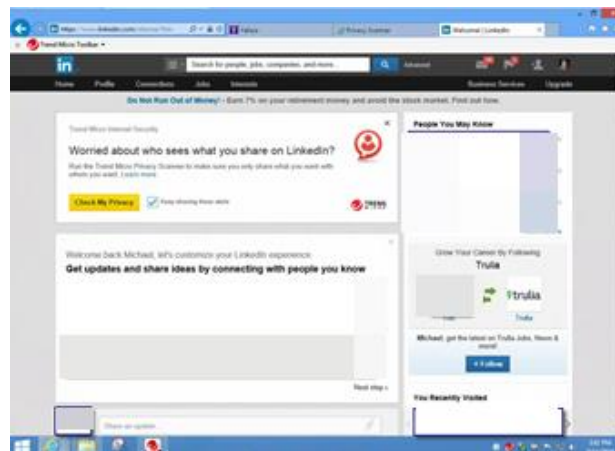 Yahoo
Privacy Scanner
Welcome! | LinkedIn
Trend Micro Toolbar
in
Search for people, jobs, companies, and more...
Advanced
Home Profile Connections Jobs Interests
Business Services Upgrade
Do Not Run Out of Money! - Earn 7% on your retirement money and avoid the stock market. Find out how.
Trend Micro Internet Security
Worried about who sees what you share on LinkedIn?
Run the Trend Micro Privacy Scanner to make sure you only share what you want with
others you want. Learn more
Check My Privacy
Keep showing these alerts
TREND
People You May Know
Welcome back Michael, let's customize your LinkedIn experience.
Get updates and share ideas by connecting with people you know
Next step
Share an update...
Grow Your Career By Following
Trulia
trulia
Trulia
Michael, get the latest on Trulia Jobs, News &
more!
+ Follow
You Recently Visited